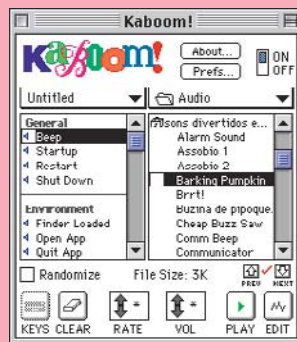 Kaboom!
Kaboom!
About...
Prefs...
ON
OFF
Untitled
Audio
General
Beep
Startup
Restart
Shut Down
Environment
Finder Loaded
Open App
Quit App
sons divertidos e...
Alarm Sound
Assobio 1
Assobio 2
Barking Pumpkin
Brrt!
Buzina de pipoque.
Cheap Buzz Saw
Comm Beep
Communicator
Randomize
File Size: 3K
PREV
NEXT
KEYS
CLEAR
RATE
VOL
PLAY
EDIT